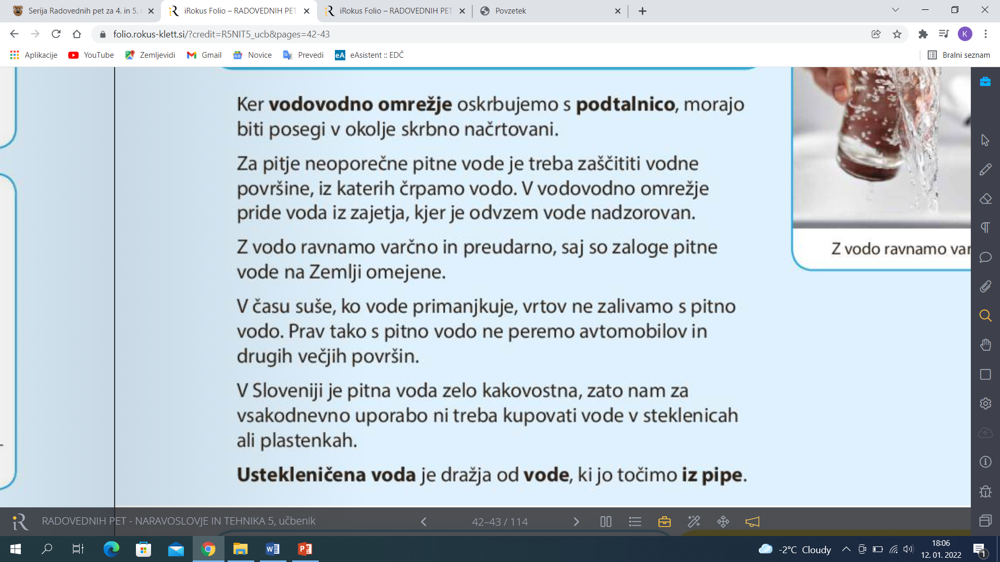 Serija Radovednih pet za 4. in 5. r
iRokus Folio – RADOVEDNIH PET
iRokus Folio – RADOVEDNIH PET
Povzetek
folio.rokus-klett.si/?credit=R5NIT5_ucb&pages=42-43
K
Aplikacije
YouTube
Zemljevidi
Gmail
Novice
Prevedi
eA eAsistent :: EDČ
Bralni seznam
Ker vodovodno omrežje oskrbujemo s podtalnico, morajo
biti posegi v okolje skrbno načrtovani.
Za pitje neoporečne pitne vode je treba zaščititi vodne
površine, iz katerih črpamo vodo. V vodovodno omrežje
pride voda iz zajetja, kjer je odvzem vode nadzorovan.
Z vodo ravnamo varčno in preudarno, saj so zaloge pitne
vode na Zemlji omejene.
V času suše, ko vode primanjkuje, vrtov ne zalivamo s pitno
vodo. Prav tako s pitno vodo ne peremo avtomobilov in
drugih večjih površin.
V Sloveniji je pitna voda zelo kakovostna, zato nam za
vsakodnevno uporabo ni treba kupovati vode v steklenicah
ali plastenkah.
Ustekleničena voda je dražja od vode, ki jo točimo iz pipe.
Z vodo ravnamo var
iR
RADOVEDNIH PET - NARAVOSLOVJE IN TEHNIKA 5, učbenik
42–43 / 114
-2°C Cloudy
18:06
12. 01. 2022
1